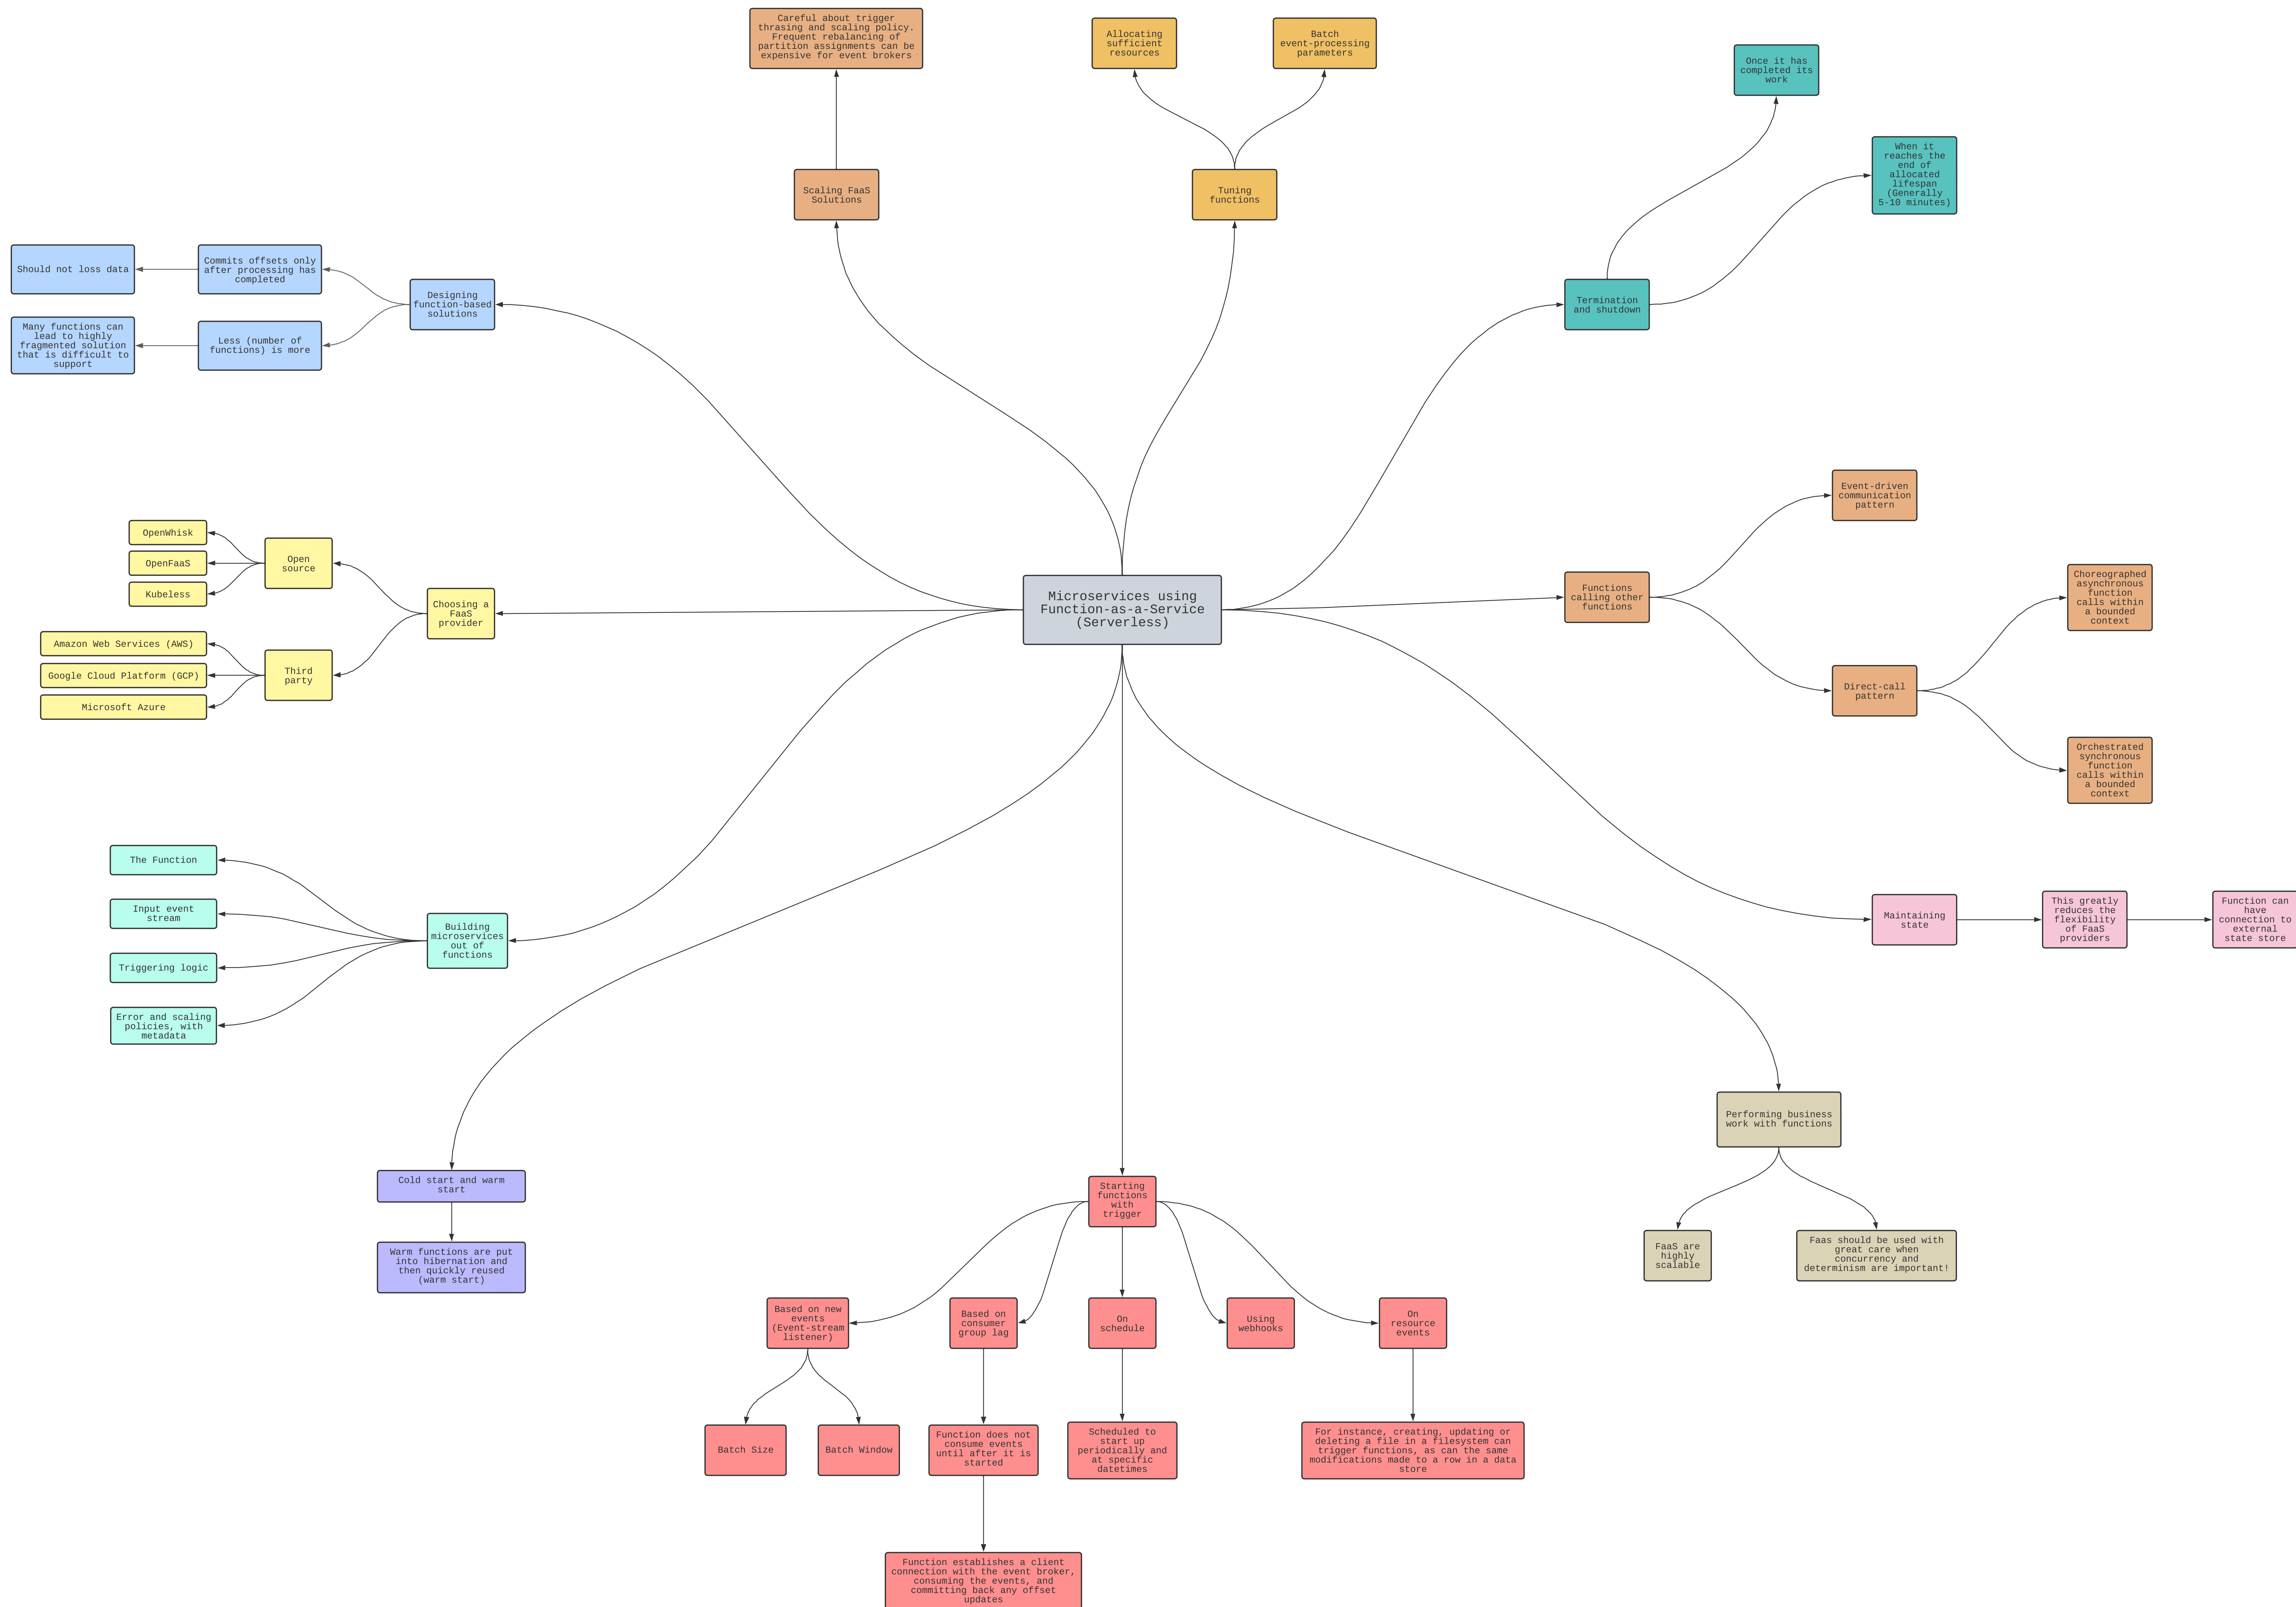 Careful about trigger
thrasing and scaling policy.
Frequent rebalancing of
partition assignments can be
expensive for event brokers
Allocating
sufficient
resources
Batch
event-processing
parameters
Once it has
completed its
work
When it
reaches the
end of
allocated
lifespan
(Generally
5-10 minutes)
Scaling FaaS
Solutions
Tuning
functions
Should not loss data
Commits offsets only
after processing has
completed
Designing
function-based
solutions
Termination
and shutdown
Many functions can
lead to highly
fragmented solution
that is difficult to
support
Less (number of
functions) is more
Event-driven
communication
pattern
OpenWhisk
OpenFaaS
Kubeless
Open
source
Choosing a
FaaS
provider
Microservices using
Function-as-a-Service
(Serverless)
Functions
calling other
functions
Choreographed
asynchronous
function
calls within
a bounded
context
Amazon Web Services (AWS)
Google Cloud Platform (GCP)
Microsoft Azure
Third
party
Direct-call
pattern
Orchestrated
synchronous
function
calls within
a bounded
context
The Function
Input event
stream
Triggering logic
Error and scaling
policies, with
metadata
Building
microservices
out of
functions
Maintaining
state
This greatly
reduces the
flexibility
of FaaS
providers
Function can
have
connection to
external
state store
Performing business
work with functions
Cold start and warm
start
Starting
functions
with
trigger
Warm functions are put
into hibernation and
then quickly reused
(warm start)
FaaS are
highly
scalable
Faas should be used with
great care when
concurrency and
determinism are important!
Based on new
events
(Event-stream
listener)
Based on
consumer
group lag
On
schedule
Using
webhooks
On
resource
events
Batch Size
Batch Window
Function does not
consume events
until after it is
started
Scheduled to
start up
periodically and
at specific
datetimes
For instance, creating, updating or
deleting a file in a filesystem can
trigger functions, as can the same
modifications made to a row in a data
store
Function establishes a client
connection with the event broker,
consuming the events, and
committing back any offset
updates